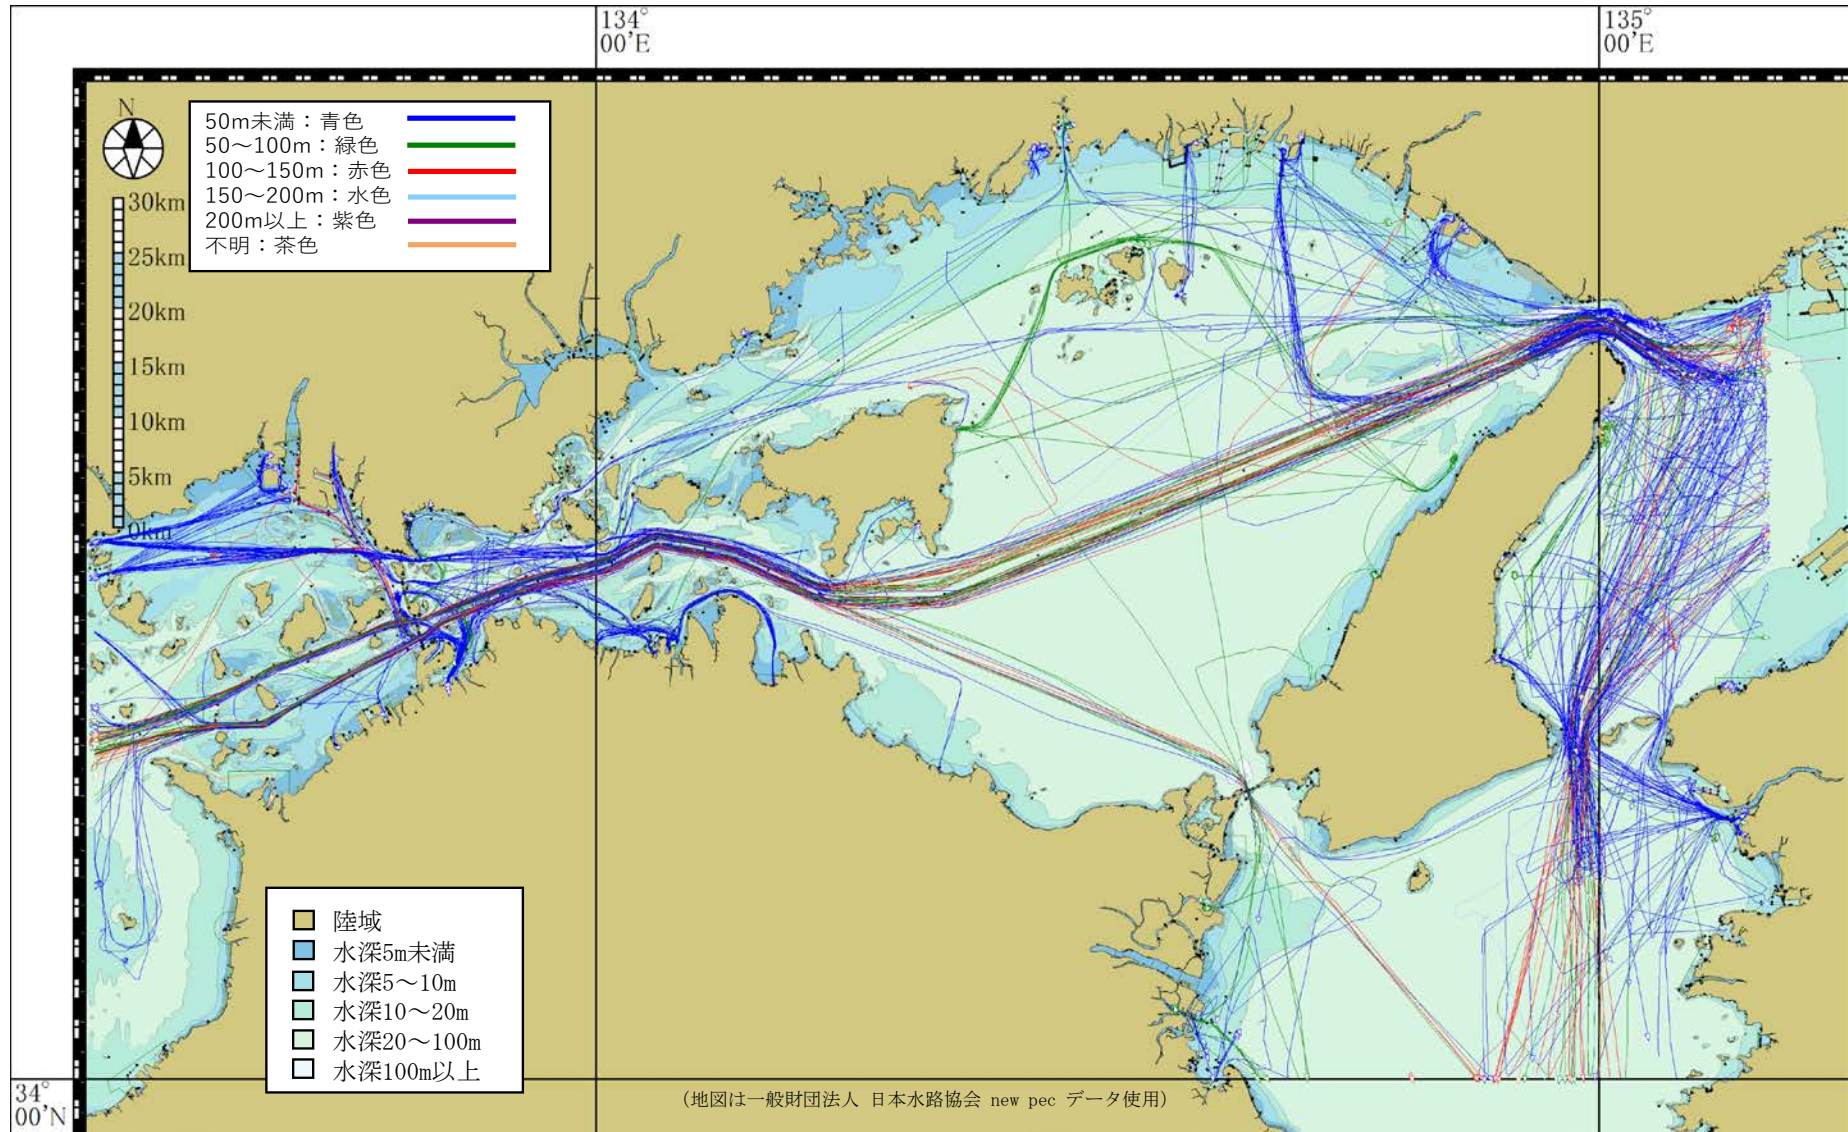 134°
00'E
135°
00'E
N
50m未満：青色
50～100m：緑色
100～150m：赤色
150～200m：水色
200m以上：紫色
不明：茶色
30km
25km
20km
15km
10km
5km
0km
陸域
水深5m未満
水深5～10m
水深10～20m
水深20～100m
水深100m以上
34°
00'N
(地図は一般財団法人 日本水路協会 new pec データ使用)